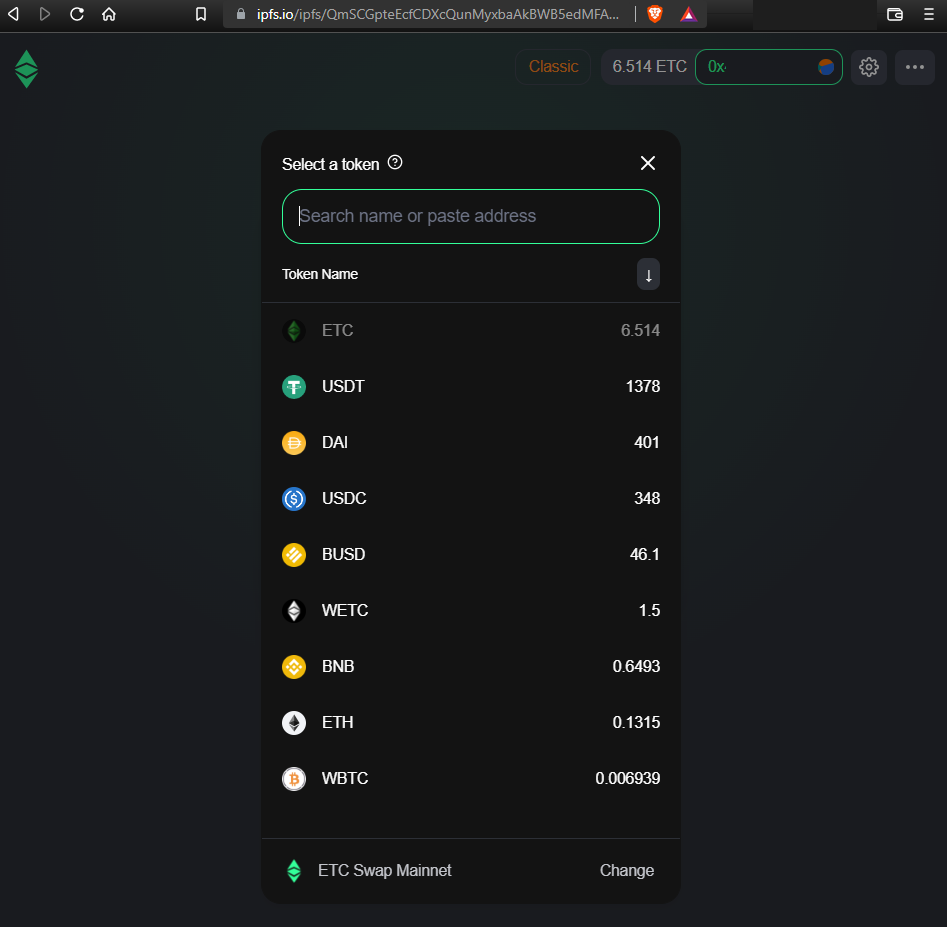 ipfs.io/ipfs/QmSCGpteEcfCDXcQunMyxbaAkBWB5edMFA...
Classic 6.514 ETC 0x
Select a token
Search name or paste address
Token Name ↓
ETC 6.514
USDT 1378
DAI 401
USDC 348
BUSD 46.1
WETC 1.5
BNB 0.6493
ETH 0.1315
WBTC 0.006939
ETC Swap Mainnet Change